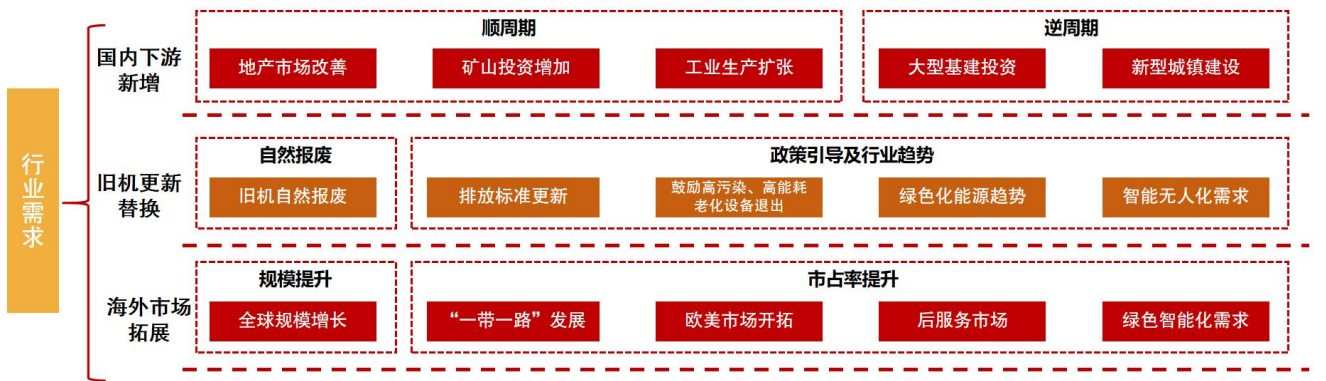 行业需求
国内下游
新增
顺周期
地产市场改善
矿山投资增加
工业生产扩张
逆周期
大型基建投资
新型城镇建设
旧机更新
替换
自然报废
旧机自然报废
政策引导及行业趋势
排放标准更新
鼓励高污染、高能耗
老化设备退出
绿色化能源趋势
智能无人化需求
海外市场
拓展
规模提升
全球规模增长
市占率提升
“一带一路”发展
欧美市场开拓
后服务市场
绿色智能化需求